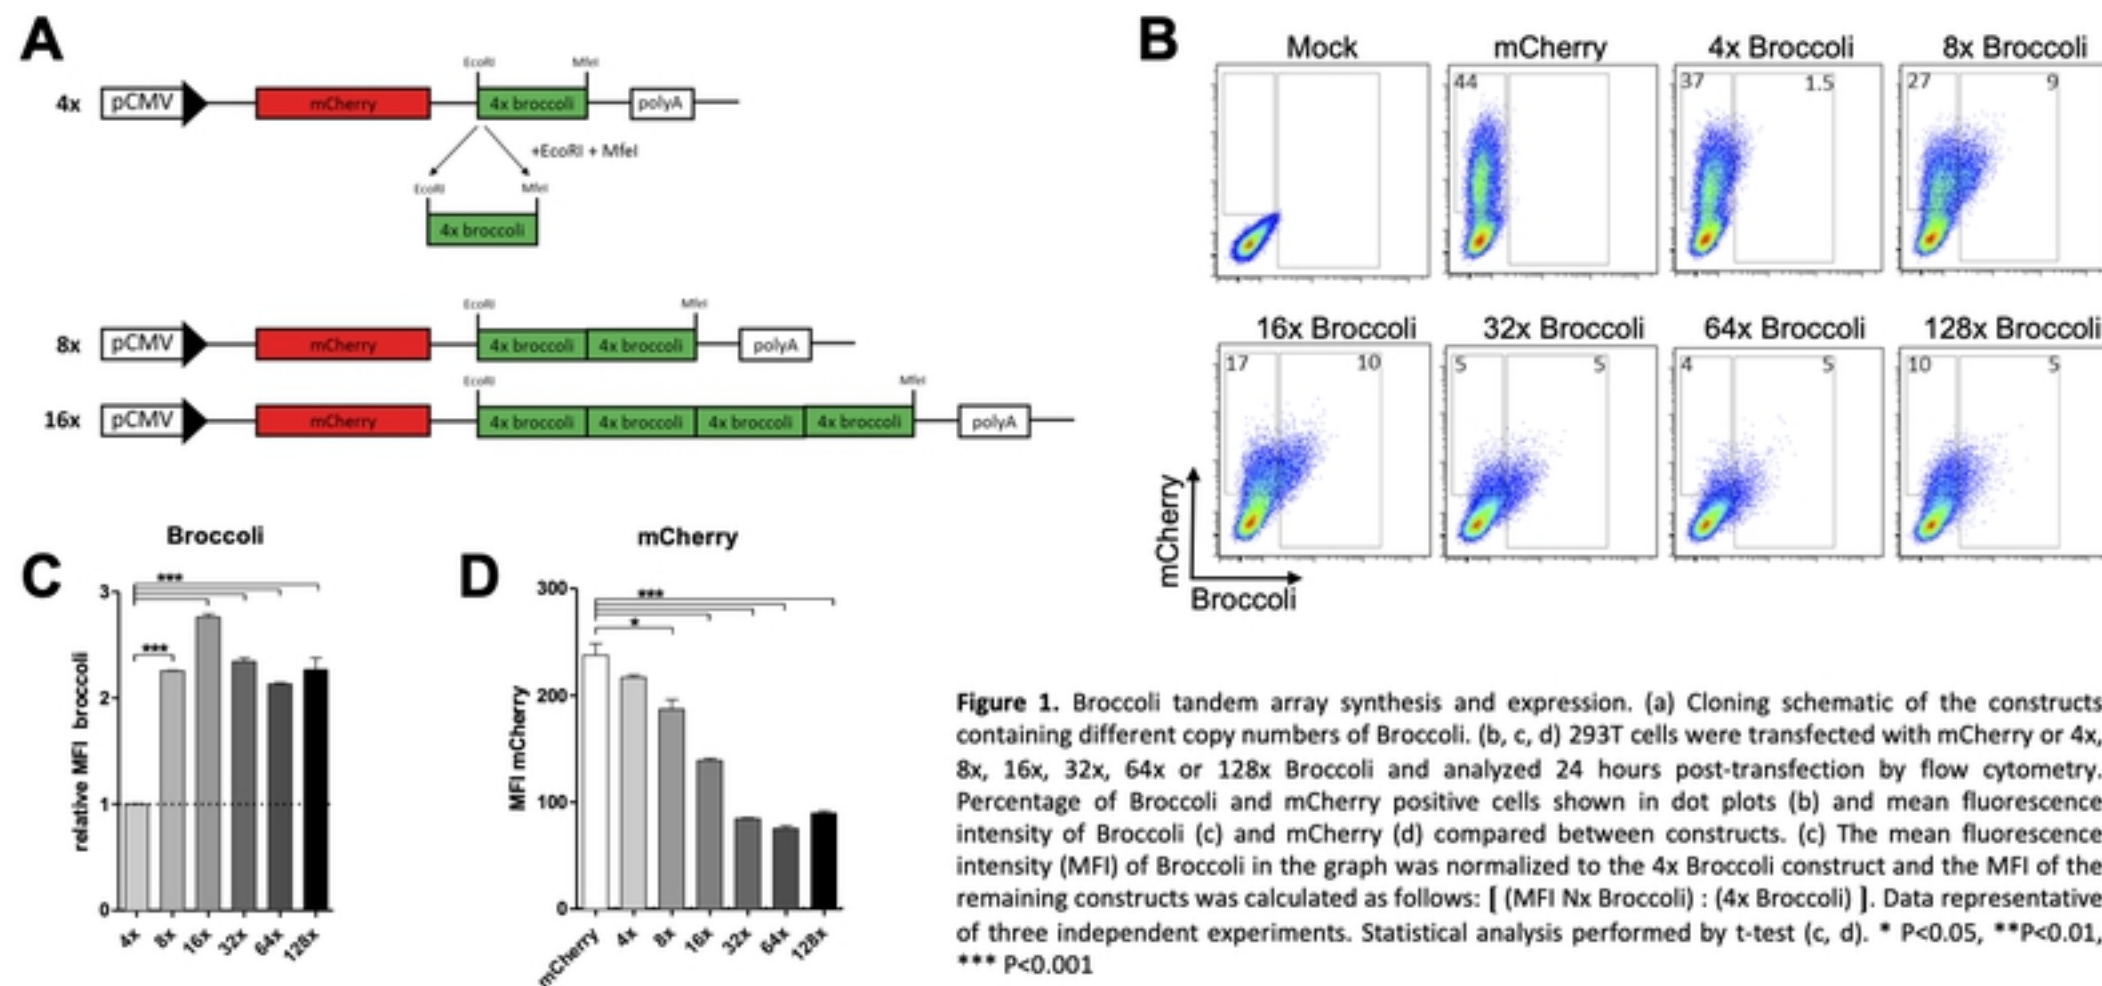 A
EcoRI MfeI
4x pCMV mCherry 4x broccoli polyA
+EcoRI + MfeI
EcoRI MfeI
4x broccoli
EcoRI MfeI
8x pCMV mCherry 4x broccoli 4x broccoli polyA
EcoRI MfeI
16x pCMV mCherry 4x broccoli 4x broccoli 4x broccoli 4x broccoli polyA
B
Mock mCherry 4x Broccoli 8x Broccoli
44 37 1.5 27 9
16x Broccoli 32x Broccoli 64x Broccoli 128x Broccoli
17 10 5 5 4 5 10 5
mCherry
Broccoli
C
Broccoli
relative MFI broccoli
3
2
1
0
***
***
4x 8x 16x 32x 64x 128x
D
mCherry
MFI mCherry
300
200
100
0
***
*
mCherry 4x 8x 16x 32x 64x 128x
Figure 1. Broccoli tandem array synthesis and expression. (a) Cloning schematic of the constructs
containing different copy numbers of Broccoli. (b, c, d) 293T cells were transfected with mCherry or 4x,
8x, 16x, 32x, 64x or 128x Broccoli and analyzed 24 hours post-transfection by flow cytometry.
Percentage of Broccoli and mCherry positive cells shown in dot plots (b) and mean fluorescence
intensity of Broccoli (c) and mCherry (d) compared between constructs. (c) The mean fluorescence
intensity (MFI) of Broccoli in the graph was normalized to the 4x Broccoli construct and the MFI of the
remaining constructs was calculated as follows: [ (MFI Nx Broccoli) : (4x Broccoli) ]. Data representative
of three independent experiments. Statistical analysis performed by t-test (c, d). * P<0.05, **P<0.01,
*** P<0.001